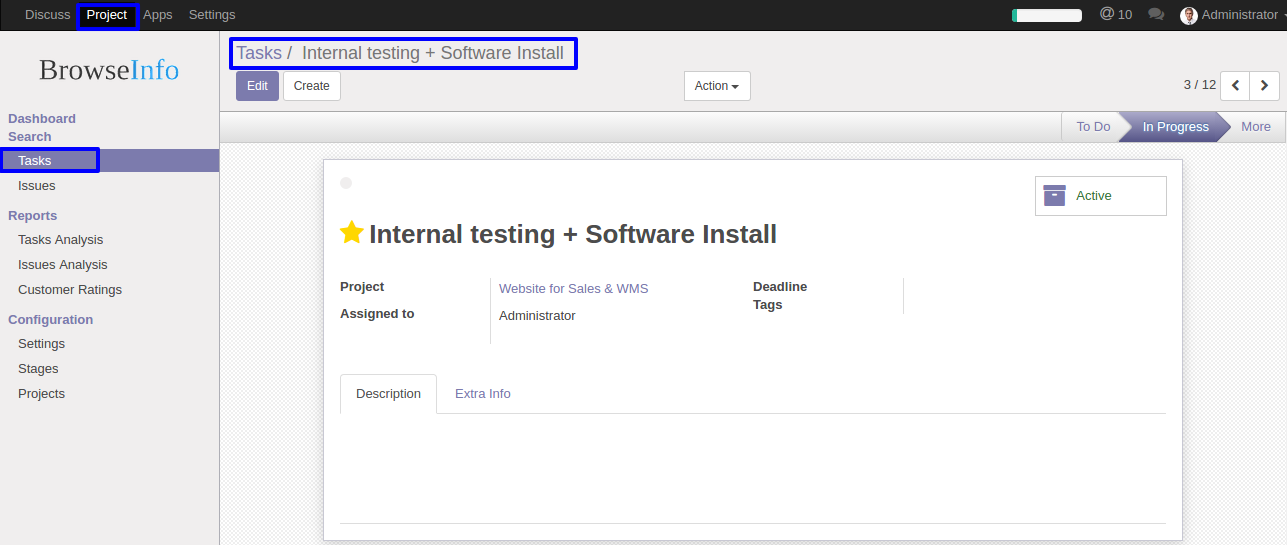 Discuss Project Apps Settings @ 10 Administrator
BrowseInfo
Dashboard
Search
Tasks
Issues
Reports
Tasks Analysis
Issues Analysis
Customer Ratings
Configuration
Settings
Stages
Projects
Tasks / Internal testing + Software Install
Edit Create Action 3 / 12
To Do In Progress More
Active
Internal testing + Software Install
Project Website for Sales & WMS
Assigned to Administrator
Deadline
Tags
Description Extra Info